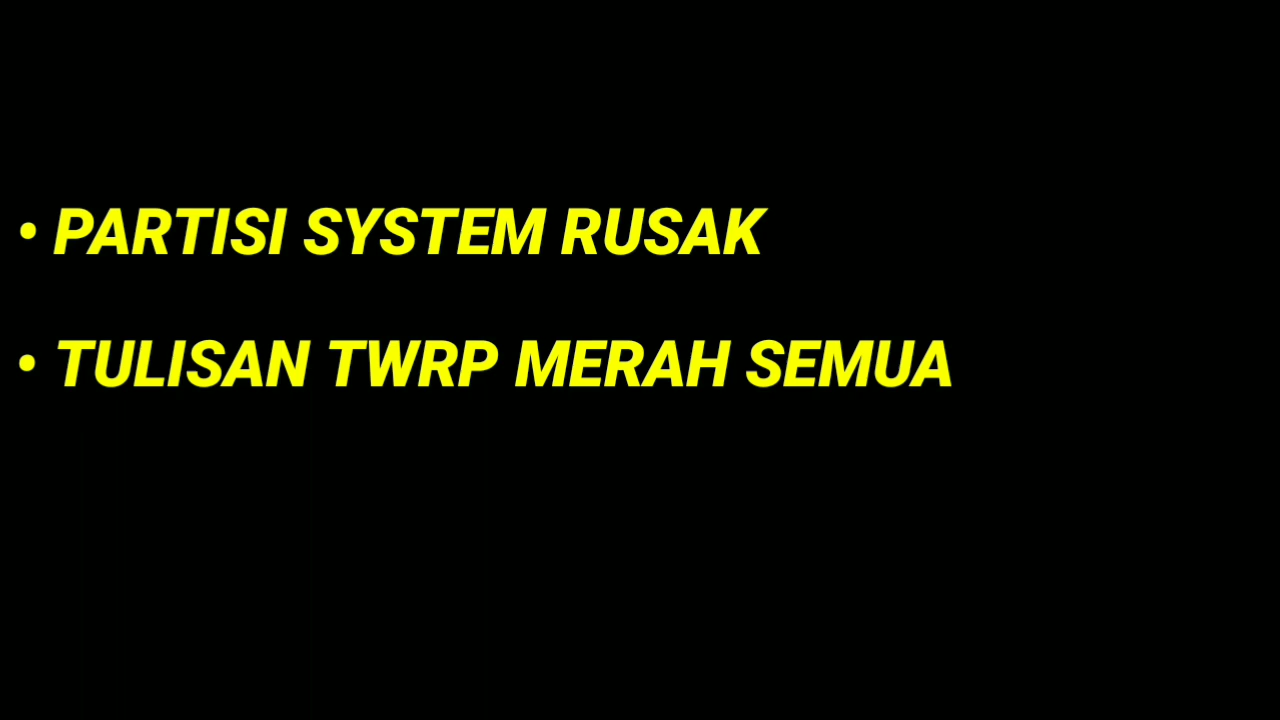 • PARTISI SYSTEM RUSAK
• TULISAN TWRP MERAH SEMUA